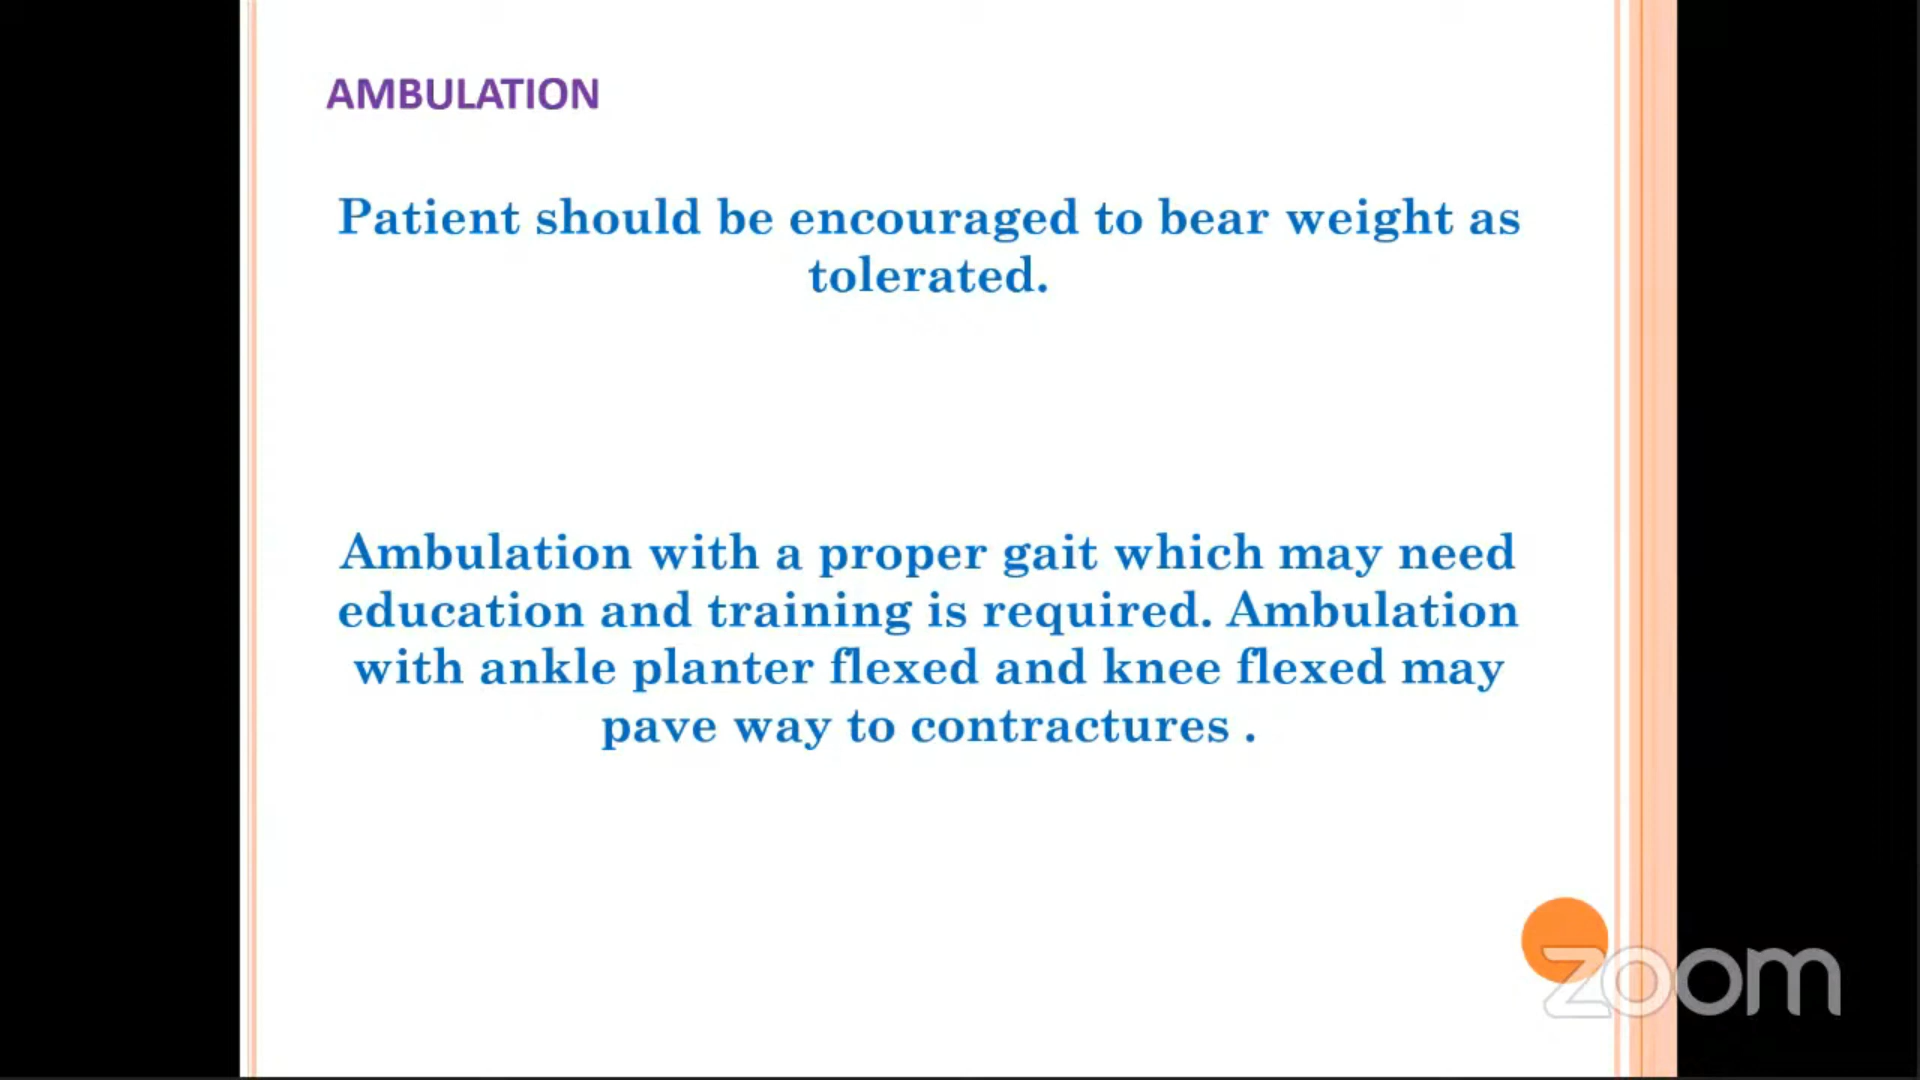 AMBULATION
Patient should be encouraged to bear weight as
tolerated.
Ambulation with a proper gait which may need
education and training is required. Ambulation
with ankle planter flexed and knee flexed may
pave way to contractures .
zoom